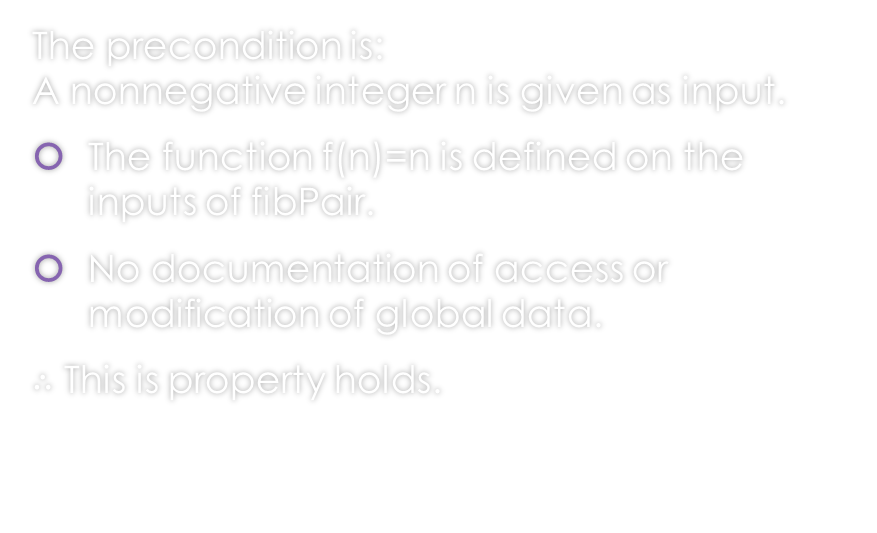 The precondition is:
A nonnegative integer n is given as input.
The function f(n)=n is defined on the
inputs of fibPair.
No documentation of access or
modification of global data.
∴ This is property holds.